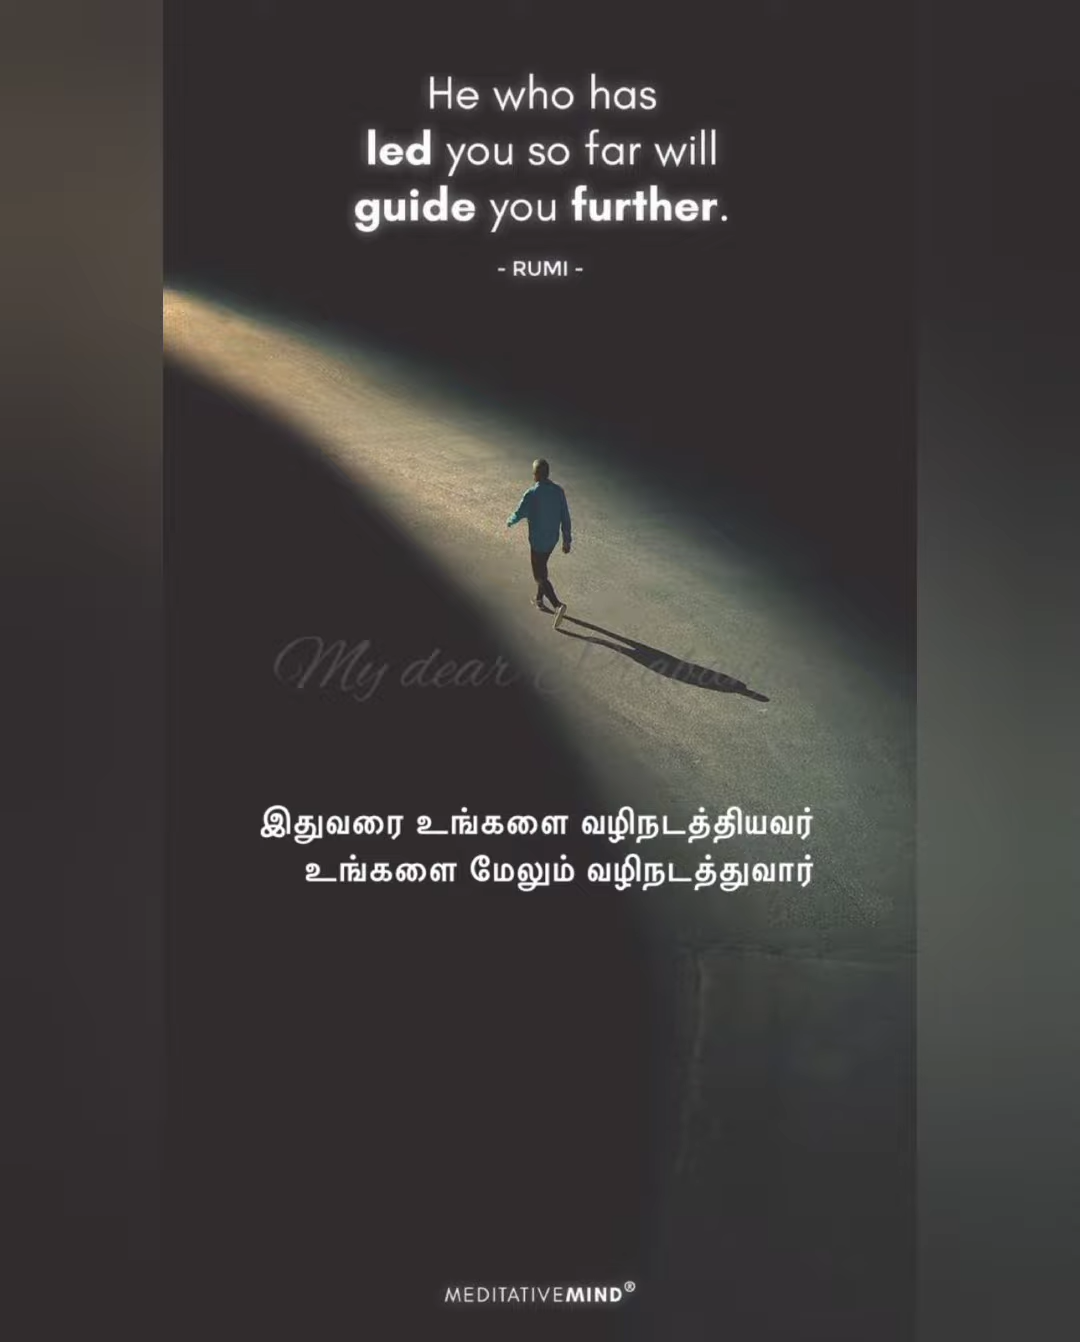 He who has
led you so far will
guide you further.
- RUMI -
My dear
இதுவரை உங்களை வழிநடத்தியவர்
உங்களை மேலும் வழிநடத்துவார்
MEDITATIVEMIND®